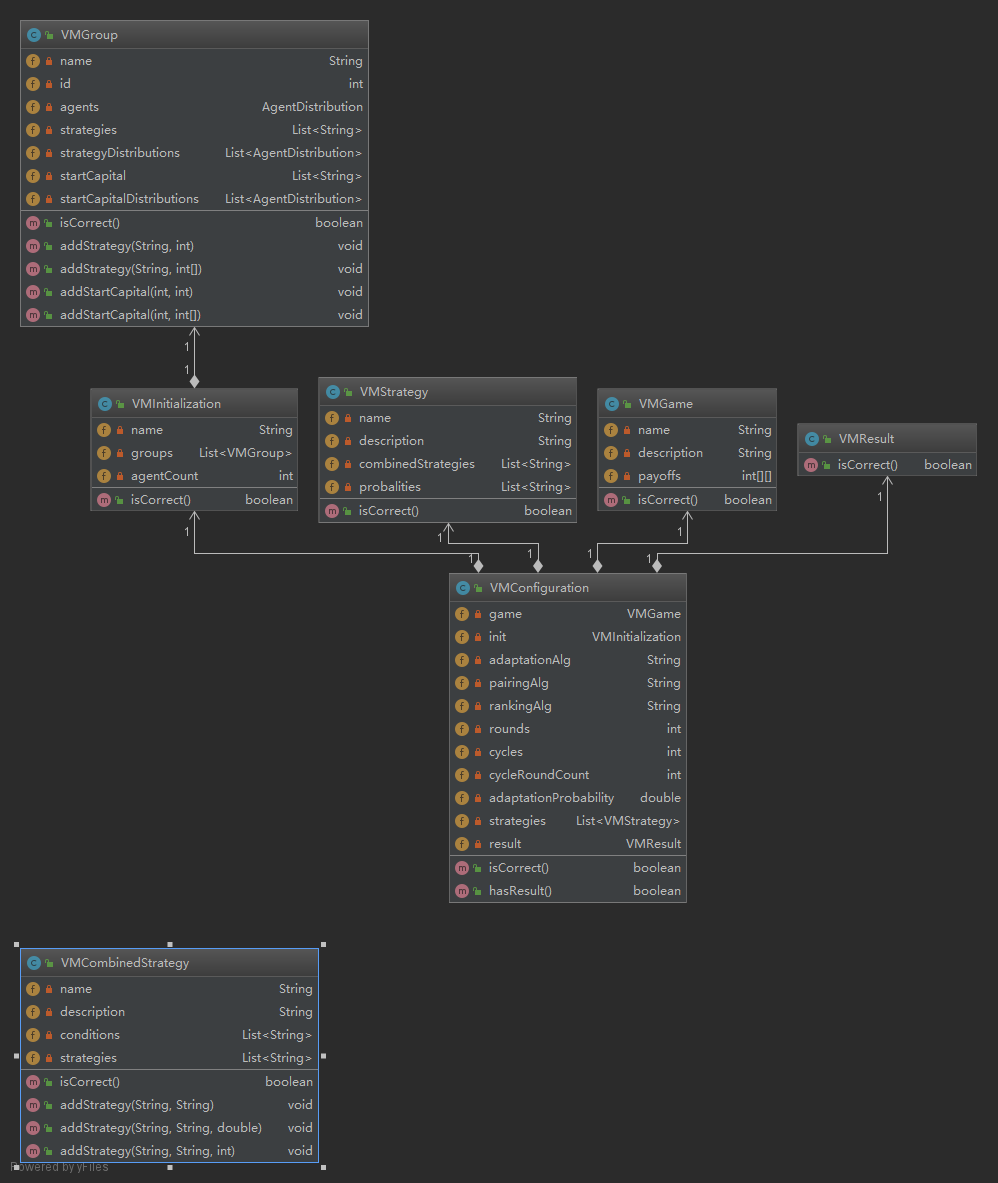 C VMGroup
f name String
f id int
f agents AgentDistribution
f strategies List<String>
f strategyDistributions List<AgentDistribution>
f startCapital List<String>
f startCapitalDistributions List<AgentDistribution>
m isCorrect() boolean
m addStrategy(String, int) void
m addStrategy(String, int[]) void
m addStartCapital(int, int) void
m addStartCapital(int, int[]) void
1
1
C VMInitialization
f name String
f groups List<VMGroup>
f agentCount int
m isCorrect() boolean
C VMStrategy
f name String
f description String
f combinedStrategies List<String>
f probalities List<String>
m isCorrect() boolean
C VMGame
f name String
f description String
f payoffs int[][]
m isCorrect() boolean
C VMResult
m isCorrect() boolean
1
1
1
1
1
1
1
1
C VMConfiguration
f game VMGame
f init VMInitialization
f adaptationAlg String
f pairingAlg String
f rankingAlg String
f rounds int
f cycles int
f cycleRoundCount int
f adaptationProbability double
f strategies List<VMStrategy>
f result VMResult
m isCorrect() boolean
m hasResult() boolean
C VMCombinedStrategy
f name String
f description String
f conditions List<String>
f strategies List<String>
m isCorrect() boolean
m addStrategy(String, String) void
m addStrategy(String, String, double) void
m addStrategy(String, String, int) void
Powered by yFiles